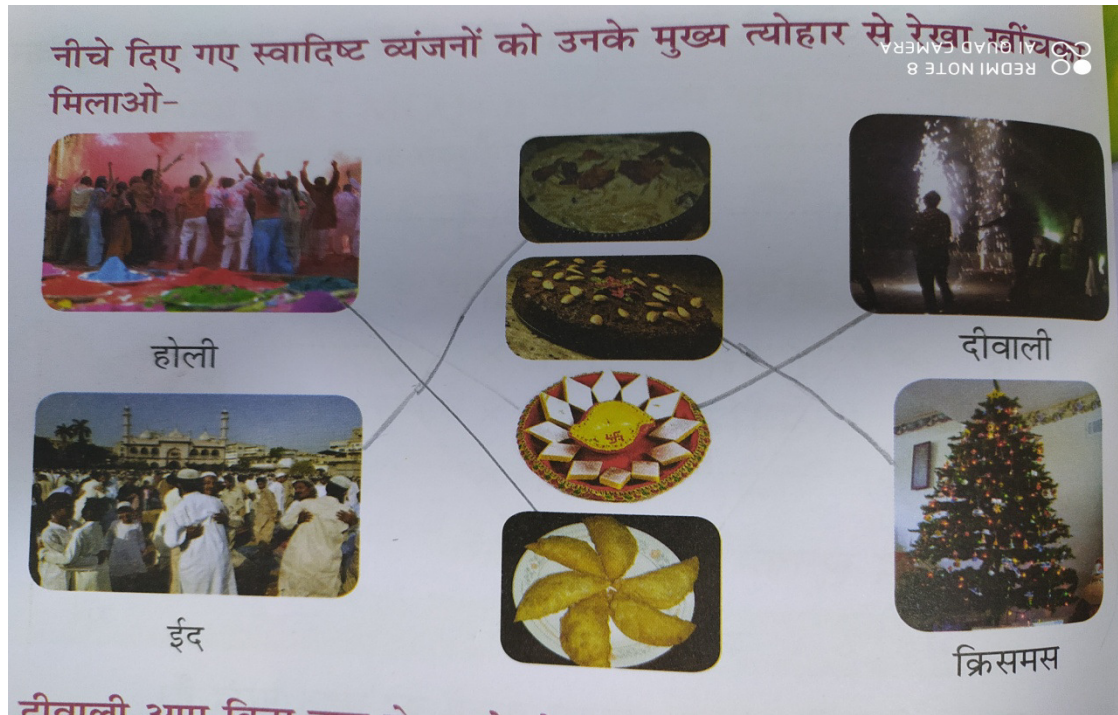 नीचे दिए गए स्वादिष्ट व्यंजनों को उनके मुख्य त्योहार से रेखा खींचकर
मिलाओ-
REDMI NOTE 8
AI QUAD CAMERA
होली
दीवाली
ईद
क्रिसमस
दीवाली